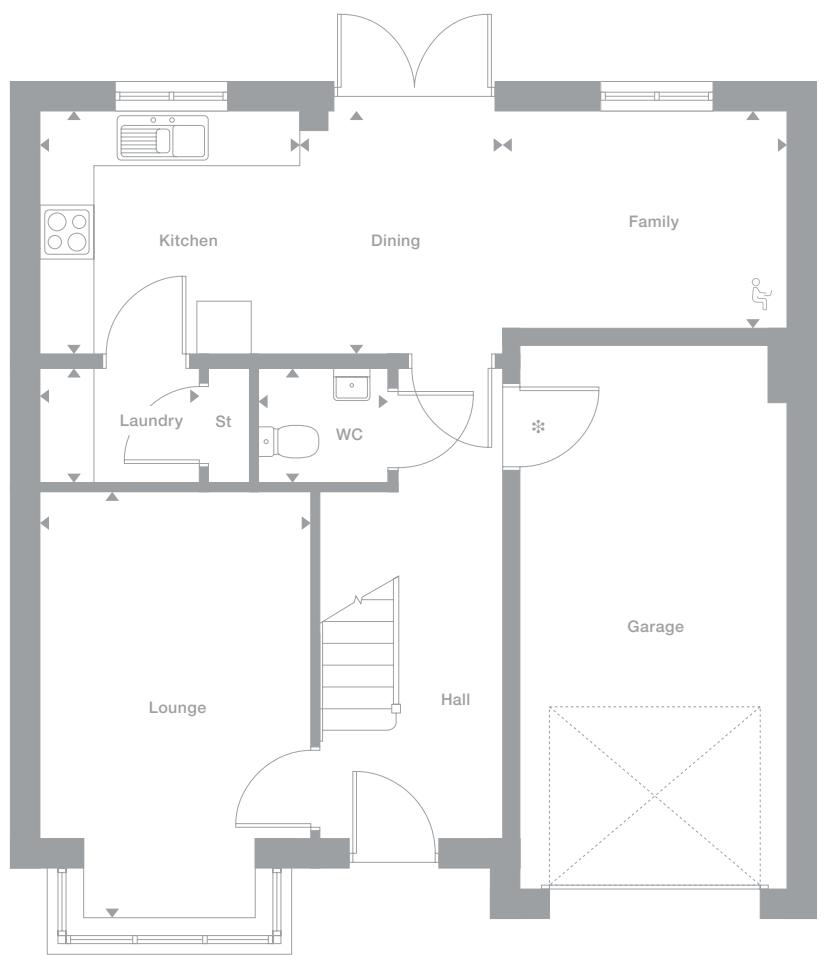 Kitchen
Dining
Family
Laundry
St
WC
❇
Garage
Lounge
Hall